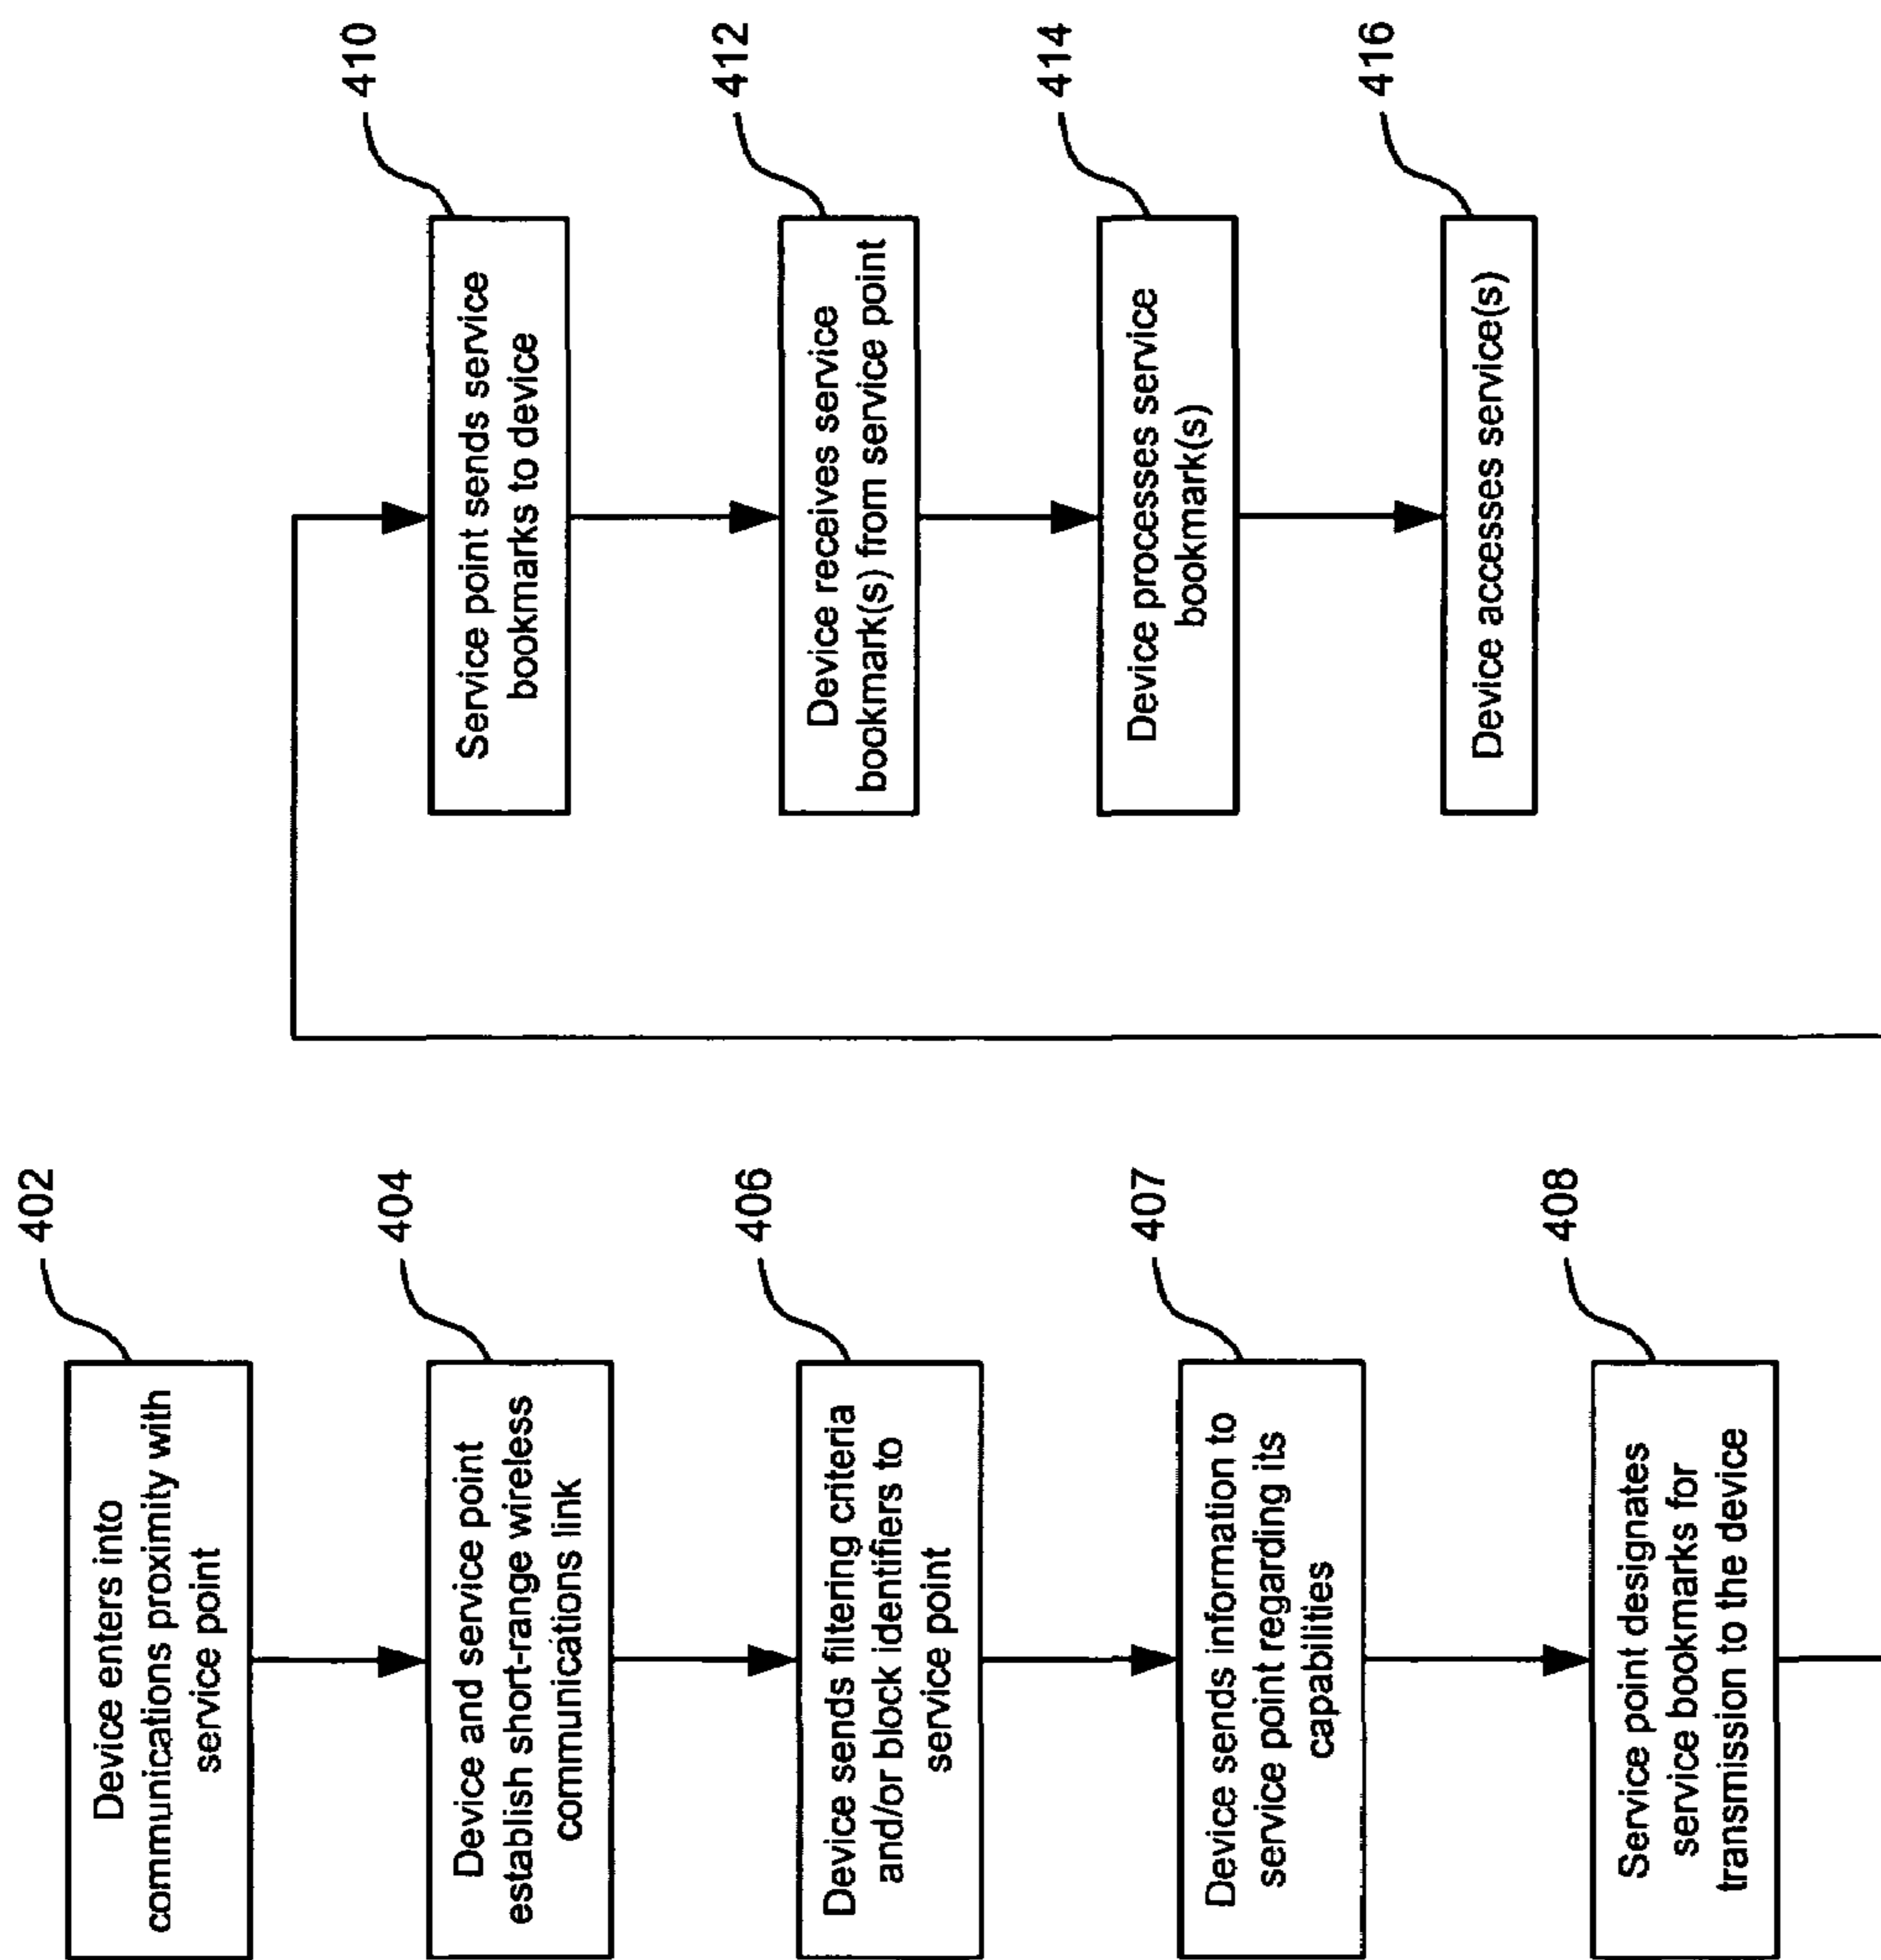 402
Device enters into
communications proximity with
service point
404
Device and service point
establish short-range wireless
communications link
406
Device sends filtering criteria
and/or block identifiers to
service point
407
Device sends information to
service point regarding its
capabilities
408
Service point designates
service bookmarks for
transmission to the device
410
Service point sends service
bookmarks to device
412
Device receives service
bookmark(s) from service point
414
Device processes service
bookmark(s)
416
Device accesses service(s)